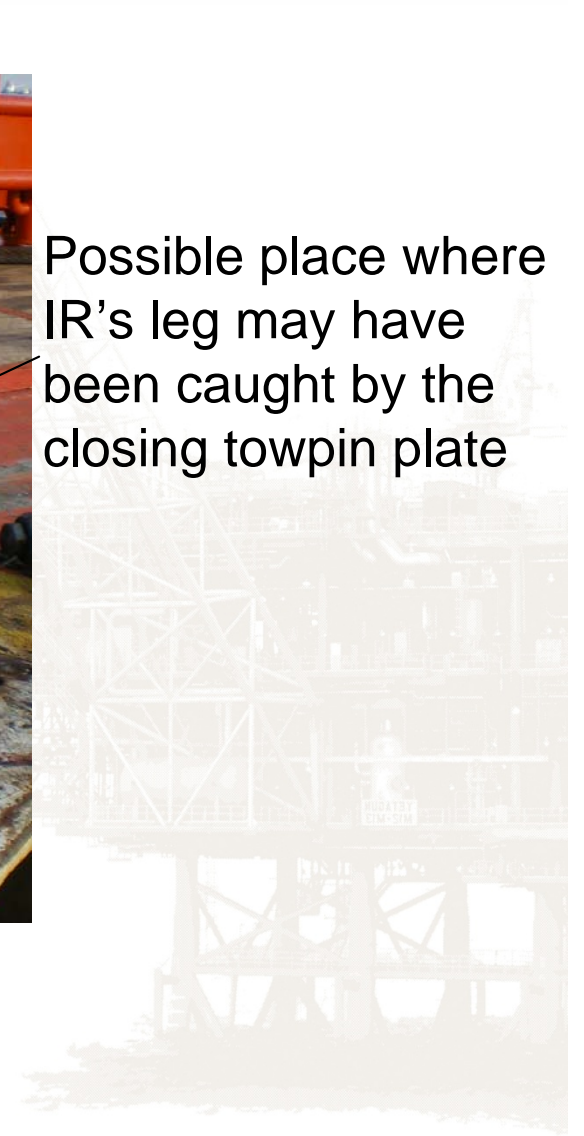 Possible place where
IR’s leg may have
been caught by the
closing towpin plate